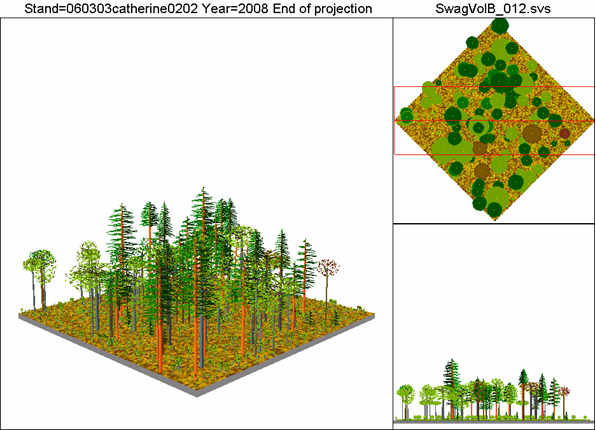 Stand=060303catherine0202 Year=2008 End of projection
SwagVolB_012.svs